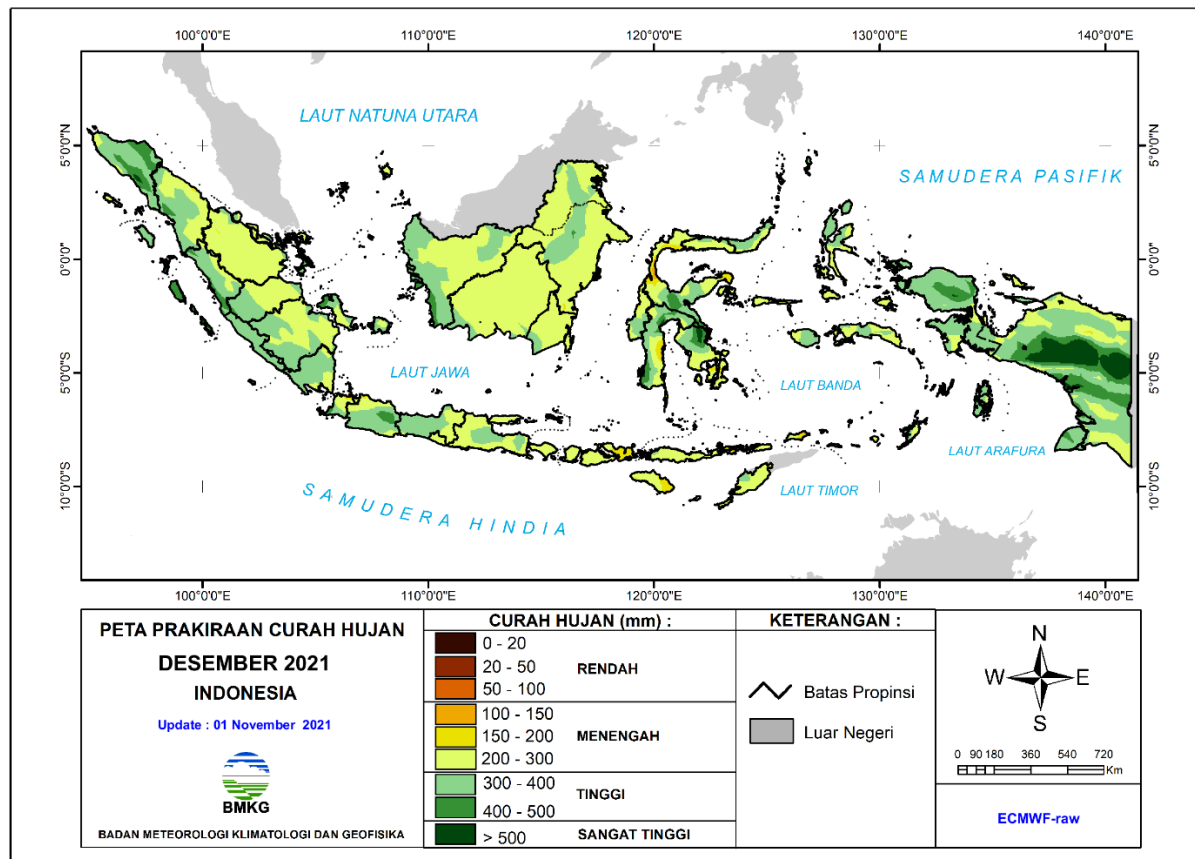 100°0'0"E 110°0'0"E 120°0'0"E 130°0'0"E 140°0'0"E
5°0'0"N 5°0'0"N
LAUT NATUNA UTARA
SAMUDERA PASIFIK
0°0'0" 0°0'0"
LAUT JAWA
LAUT BANDA
5°0'0"S 5°0'0"S
LAUT ARAFURA
LAUT TIMOR
10°0'0"S 10°0'0"S
SAMUDERA HINDIA
100°0'0"E 110°0'0"E 120°0'0"E 130°0'0"E 140°0'0"E
PETA PRAKIRAAN CURAH HUJAN
DESEMBER 2021
INDONESIA
Update : 01 November 2021
BMKG
BADAN METEOROLOGI KLIMATOLOGI DAN GEOFISIKA
CURAH HUJAN (mm) :
0 - 20
20 - 50 RENDAH
50 - 100
100 - 150
150 - 200 MENENGAH
200 - 300
300 - 400
TINGGI
400 - 500
> 500 SANGAT TINGGI
KETERANGAN :
Batas Propinsi
Luar Negeri
N
W E
S
0 90 180 360 540 720
Km
ECMWF-raw